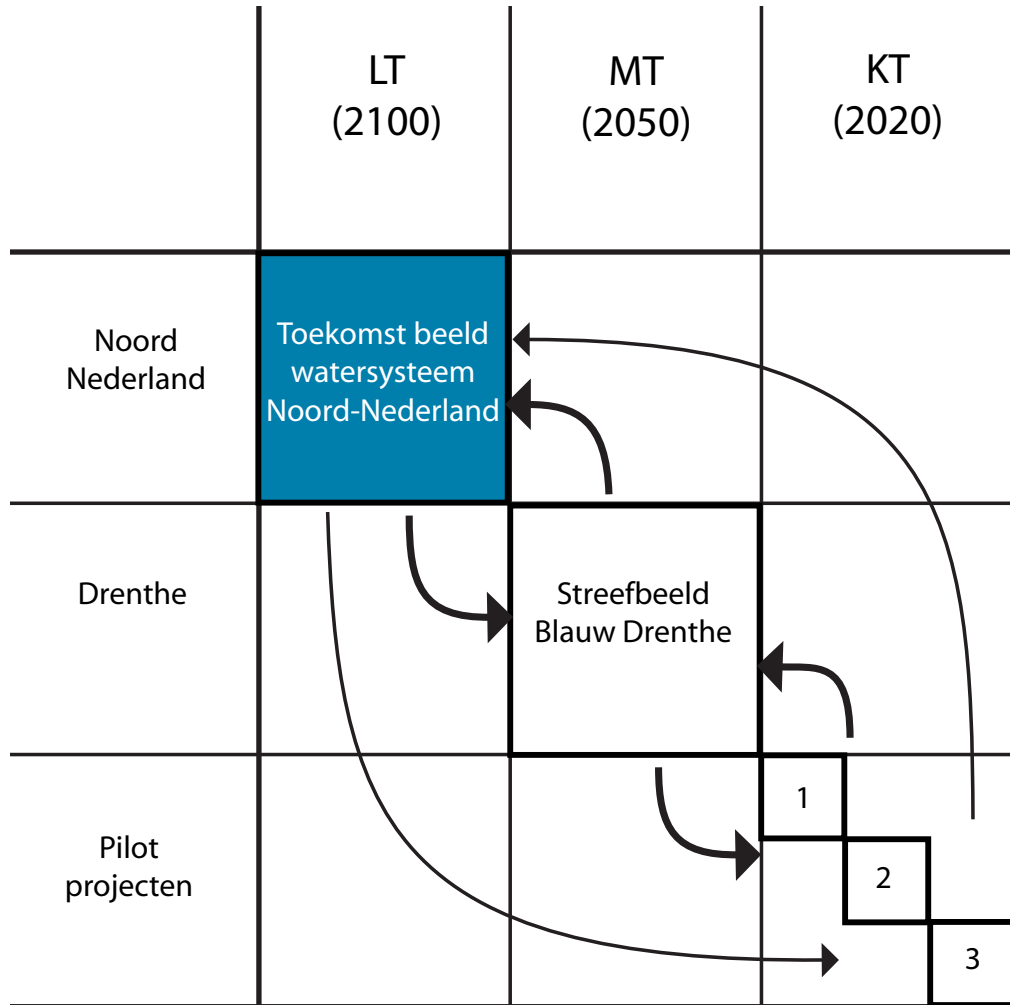 LT
(2100)
MT
(2050)
KT
(2020)
Noord
Nederland
Toekomst beeld
watersysteem
Noord-Nederland
Drenthe
Streefbeeld
Blauw Drenthe
Pilot
projecten
1
2
3